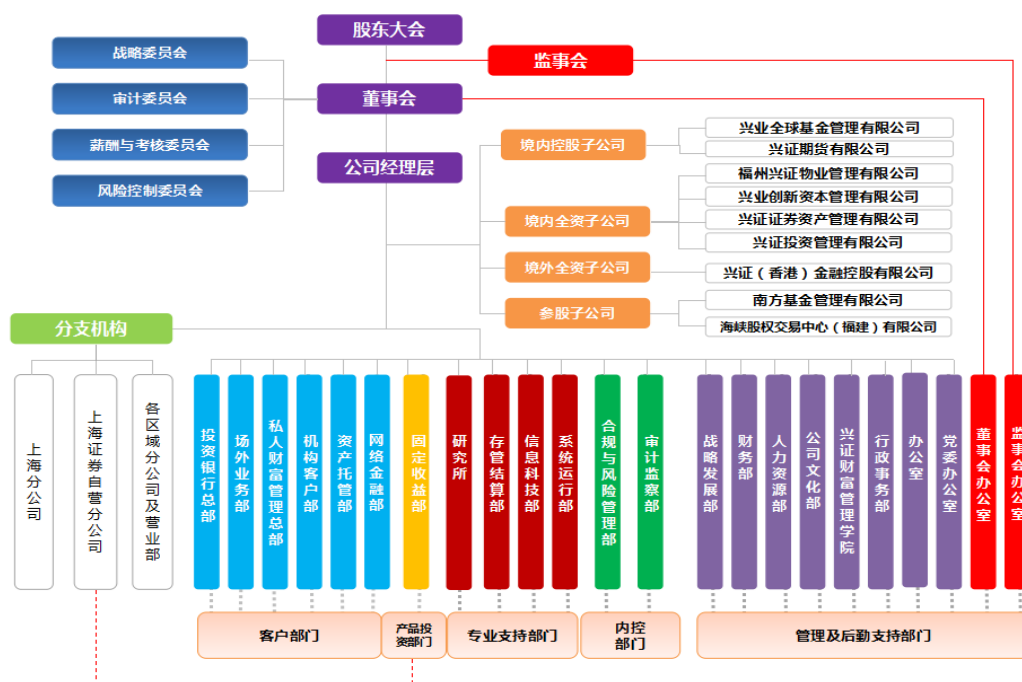 股东大会
监事会
战略委员会
董事会
审计委员会
薪酬与考核委员会
公司经理层
风险控制委员会
境内控股子公司
兴业全球基金管理有限公司
兴证期货有限公司
境内全资子公司
福州兴证物业管理有限公司
兴业创新资本管理有限公司
兴证证券资产管理有限公司
兴证投资管理有限公司
境外全资子公司
兴证（香港）金融控股有限公司
参股子公司
南方基金管理有限公司
海峡股权交易中心（福建）有限公司
分支机构
上海分公司
上海证券自营分公司
各区域分公司及营业部
投资银行总部
场外业务部
私人财富管理总部
机构客户部
资产托管部
网络金融部
固定收益部
研究所
存管结算部
信息科技部
系统运行部
合规与风险管理部
审计监察部
战略发展部
财务部
人力资源部
公司文化部
兴证财富管理学院
行政事务部
办公室
党委办公室
董事会办公室
监事会办公室
客户部门
产品投
资部门
专业支持部门
内控
部门
管理及后勤支持部门